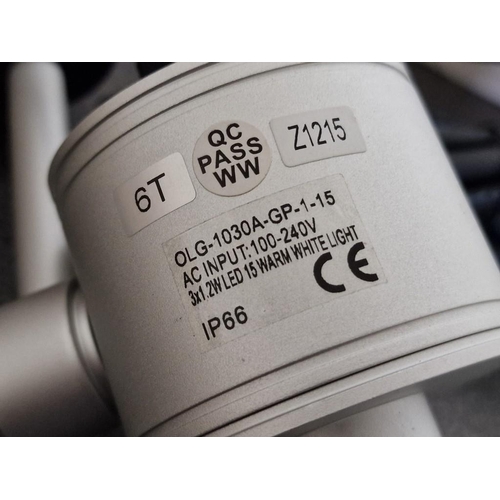 6T
QC
PASS
WW
Z1215
OLG-1030A-GP-1-15
AC INPUT:100-240V
3x1.2W LED 15 WARM WHITE LIGHT
IP66
CE